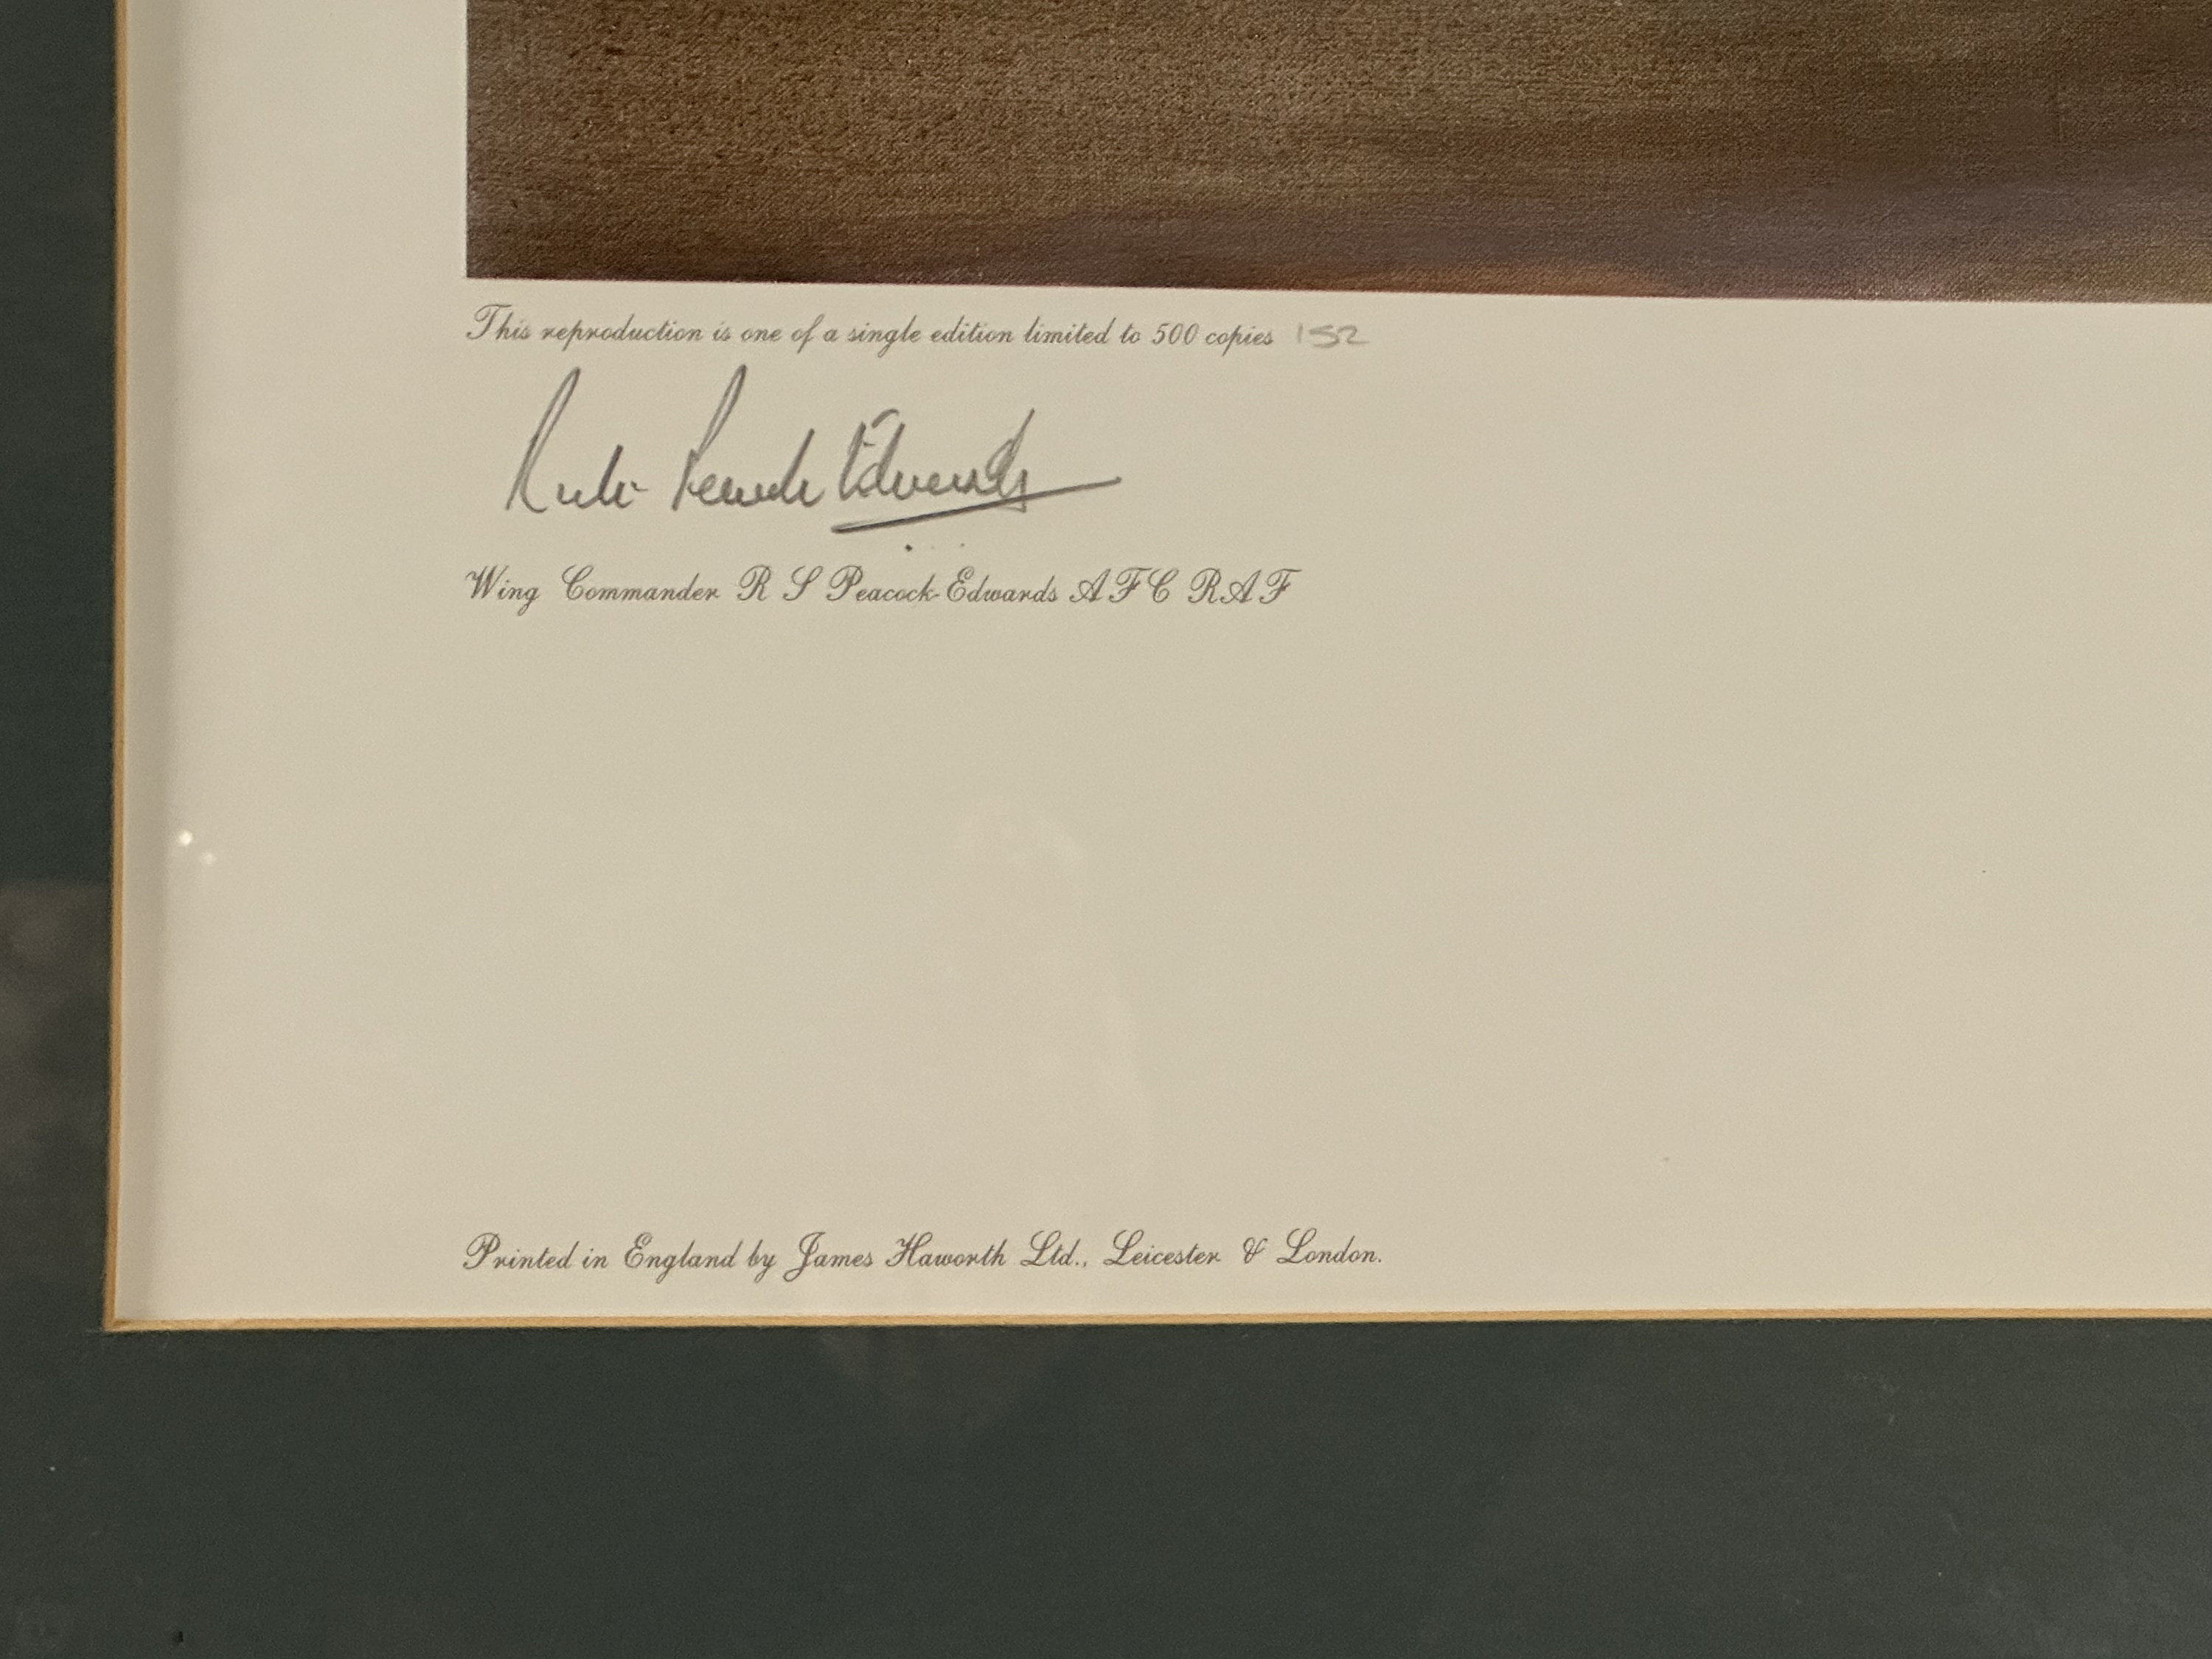 This reproduction is one of a single edition limited to 500 copies 152
Wing Commander R S Peacock-Edwards AFC RAF
Printed in England by James Haworth Ltd., Leicester & London.